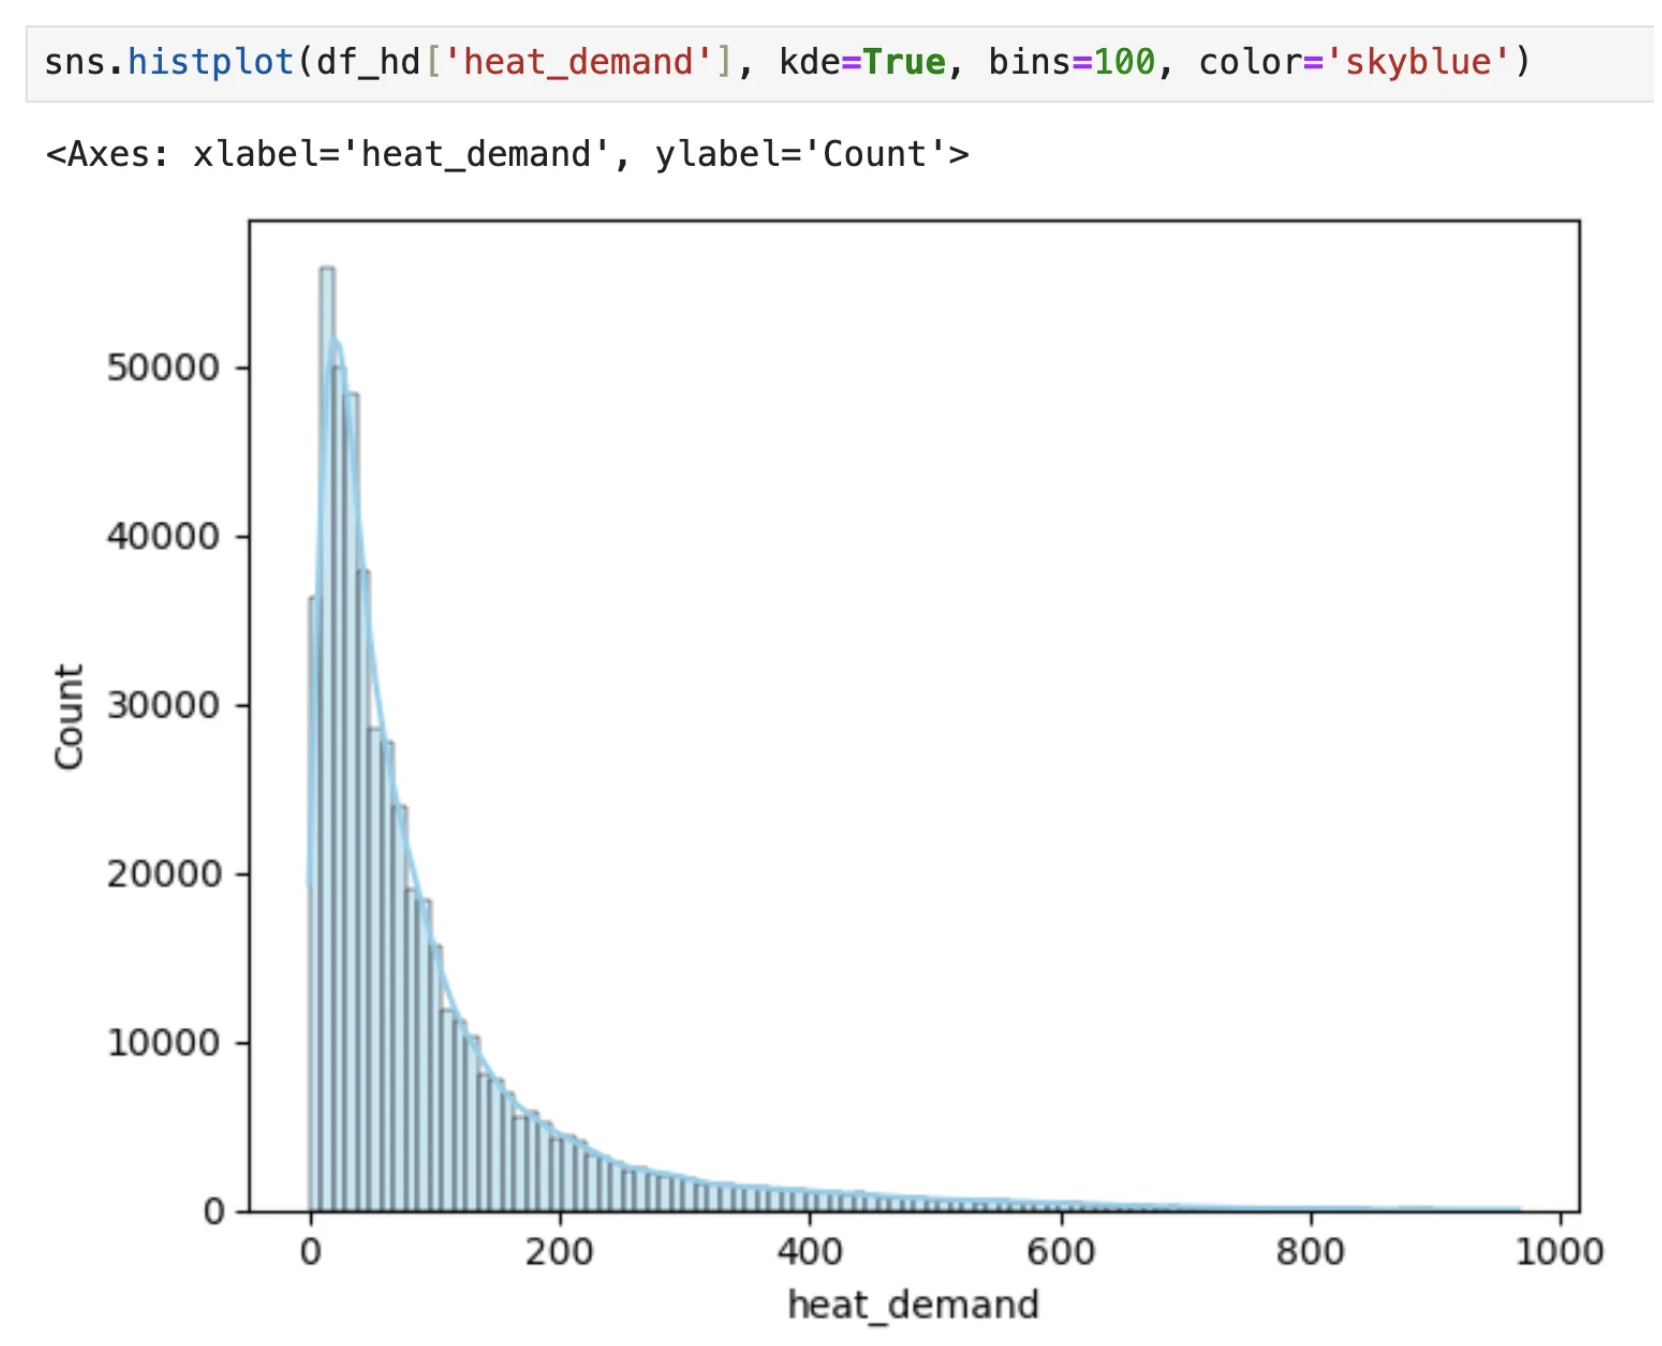 sns.histplot(df_hd['heat_demand'], kde=True, bins=100, color='skyblue')
<Axes: xlabel='heat_demand', ylabel='Count'>
50000
40000
30000
20000
10000
0
Count
0 200 400 600 800 1000
heat_demand